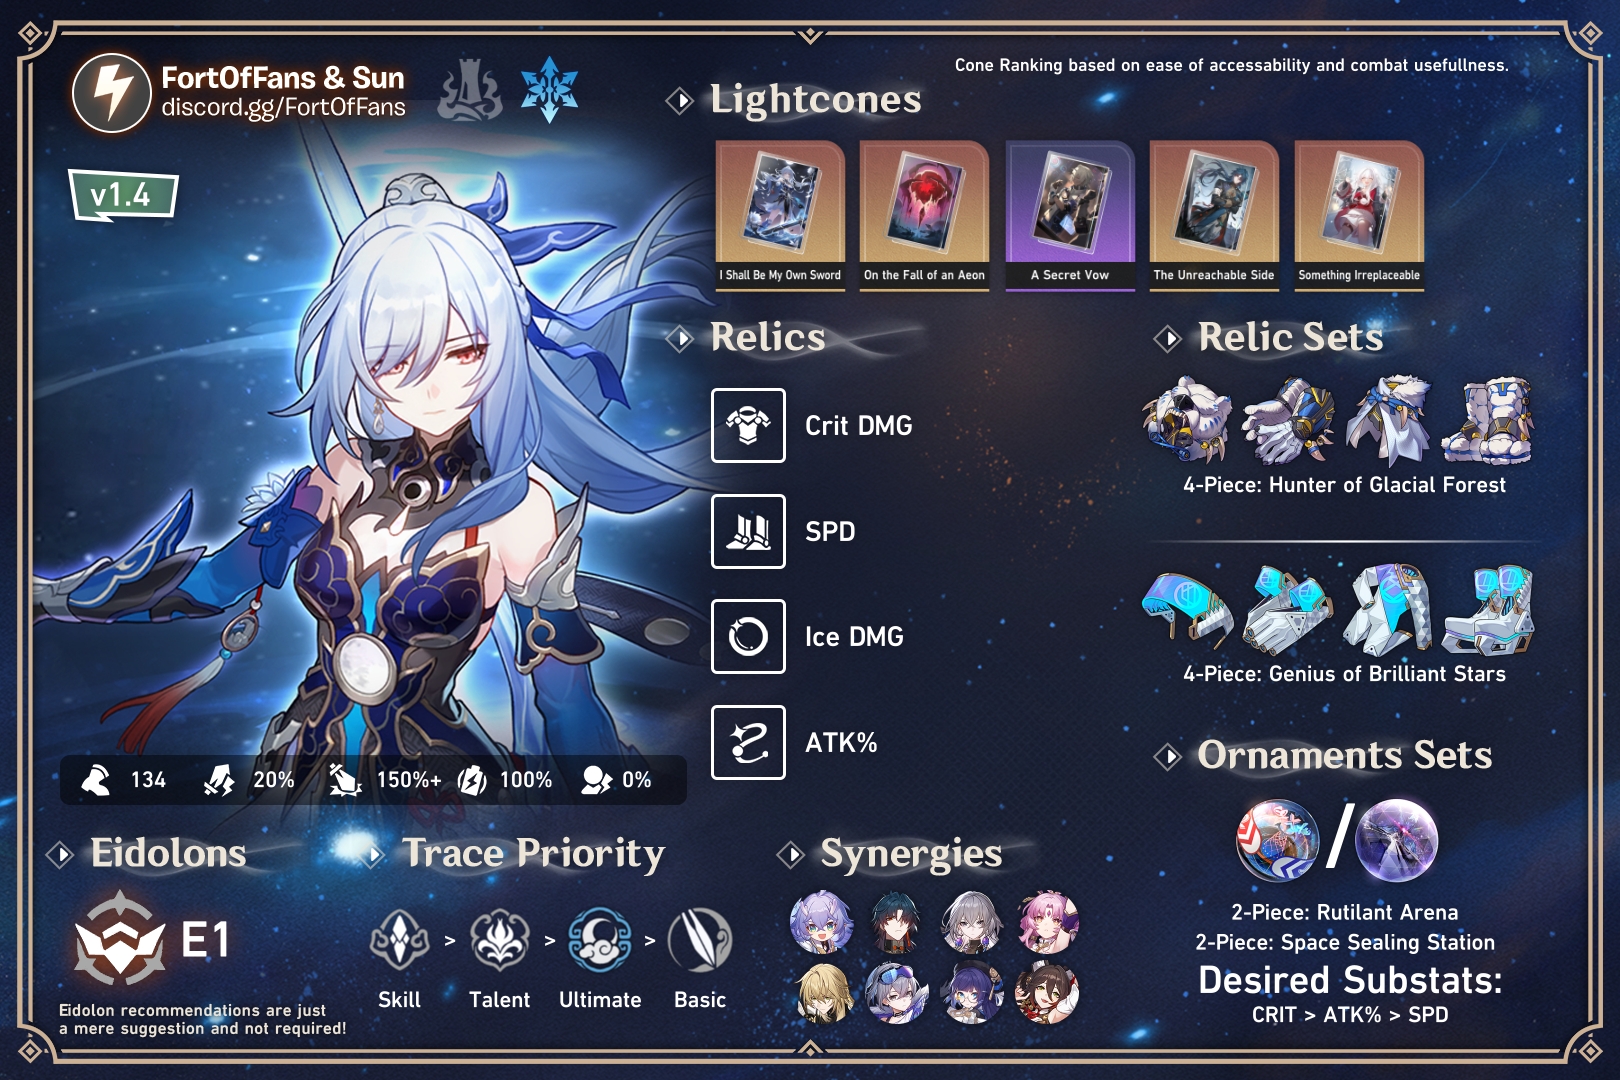 FortOfFans & Sun
discord.gg/FortOfFans
v1.4
Cone Ranking based on ease of accessability and combat usefullness.
Lightcones
I Shall Be My Own Sword
On the Fall of an Aeon
A Secret Vow
The Unreachable Side
Something Irreplaceable
Relics
Crit DMG
SPD
Ice DMG
ATK%
Relic Sets
4-Piece: Hunter of Glacial Forest
4-Piece: Genius of Brilliant Stars
Ornaments Sets
/
2-Piece: Rutilant Arena
2-Piece: Space Sealing Station
Desired Substats:
CRIT > ATK% > SPD
134
20%
150%+
100%
0%
Eidolons
E1
Eidolon recommendations are just
a mere suggestion and not required!
Trace Priority
> > >
Skill
Talent
Ultimate
Basic
Synergies